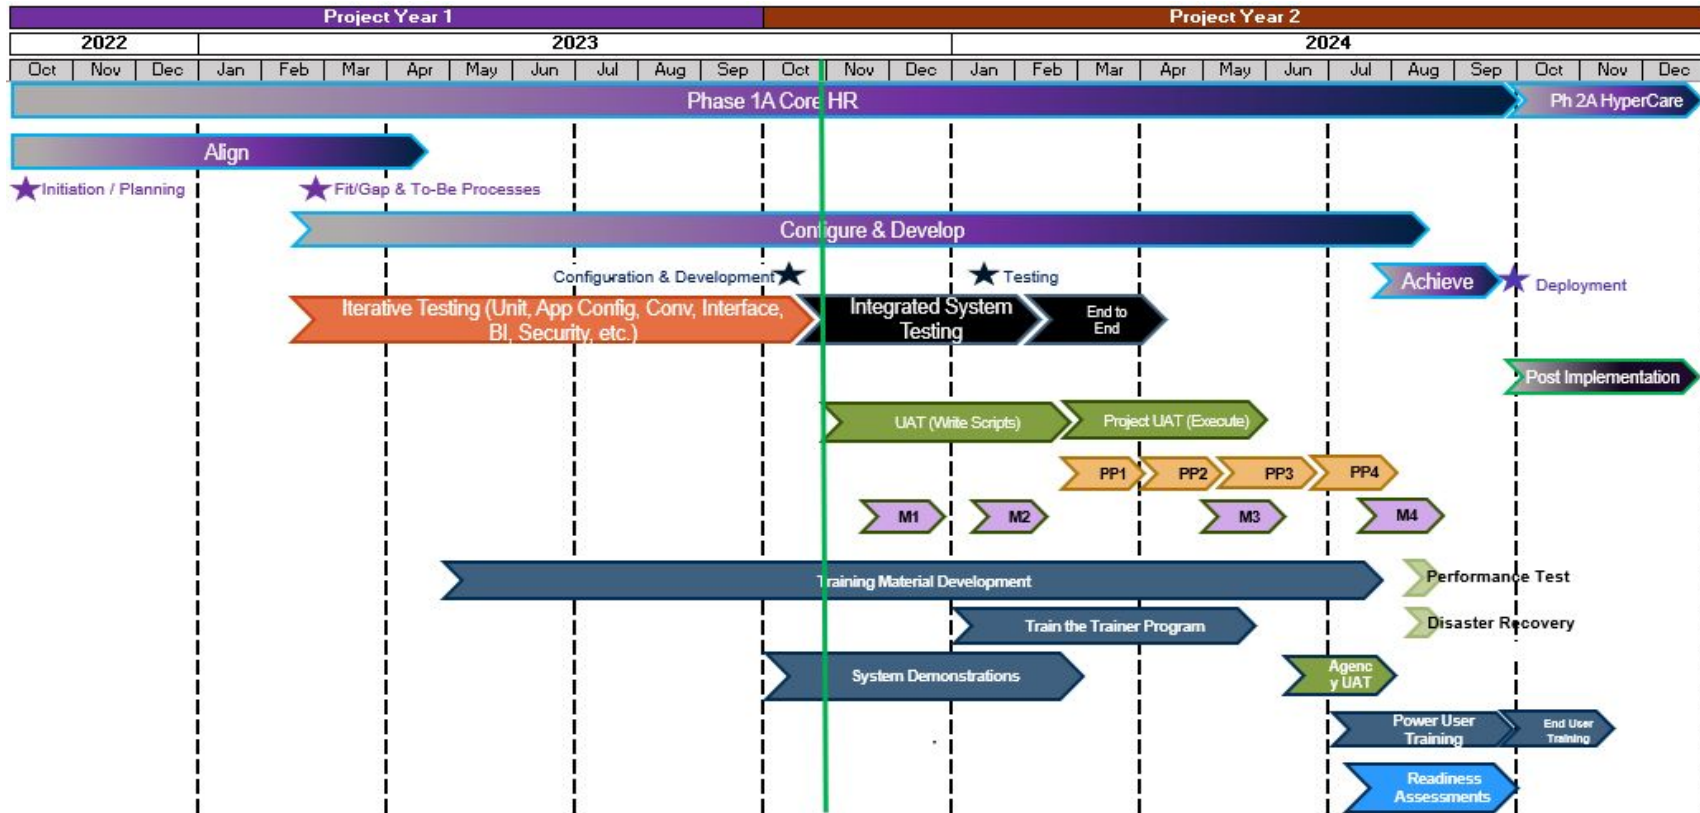 Project Year 1
Project Year 2
2022
2023
2024
Oct Nov Dec Jan Feb Mar Apr May Jun Jul Aug Sep Oct Nov Dec Jan Feb Mar Apr May Jun Jul Aug Sep Oct Nov Dec
Phase 1A Core HR
Ph 2A HyperCare
Align
Initiation / Planning
Fit/Gap & To-Be Processes
Configure & Develop
Configuration & Development
Testing
Achieve
Deployment
Iterative Testing (Unit, App Config, Conv, Interface,
BI, Security, etc.)
Integrated System
Testing
End to
End
Post Implementation
UAT (Write Scripts)
Project UAT (Execute)
PP1
PP2
PP3
PP4
M1
M2
M3
M4
Training Material Development
Performance Test
Train the Trainer Program
Disaster Recovery
System Demonstrations
Agenc
y UAT
Power User
Training
End User
Training
Readiness
Assessments